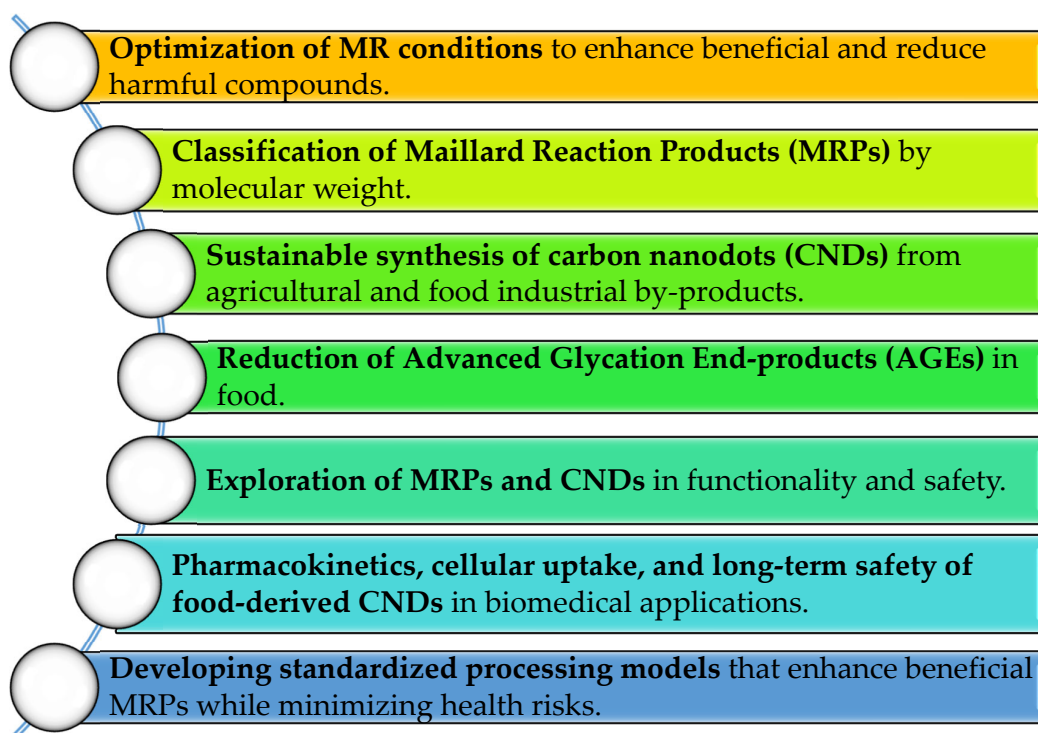 Optimization of MR conditions to enhance beneficial and reduce
harmful compounds.
Classification of Maillard Reaction Products (MRPs) by
molecular weight.
Sustainable synthesis of carbon nanodots (CNDs) from
agricultural and food industrial by-products.
Reduction of Advanced Glycation End-products (AGEs) in
food.
Exploration of MRPs and CNDs in functionality and safety.
Pharmacokinetics, cellular uptake, and long-term safety of
food-derived CNDs in biomedical applications.
Developing standardized processing models that enhance beneficial
MRPs while minimizing health risks.